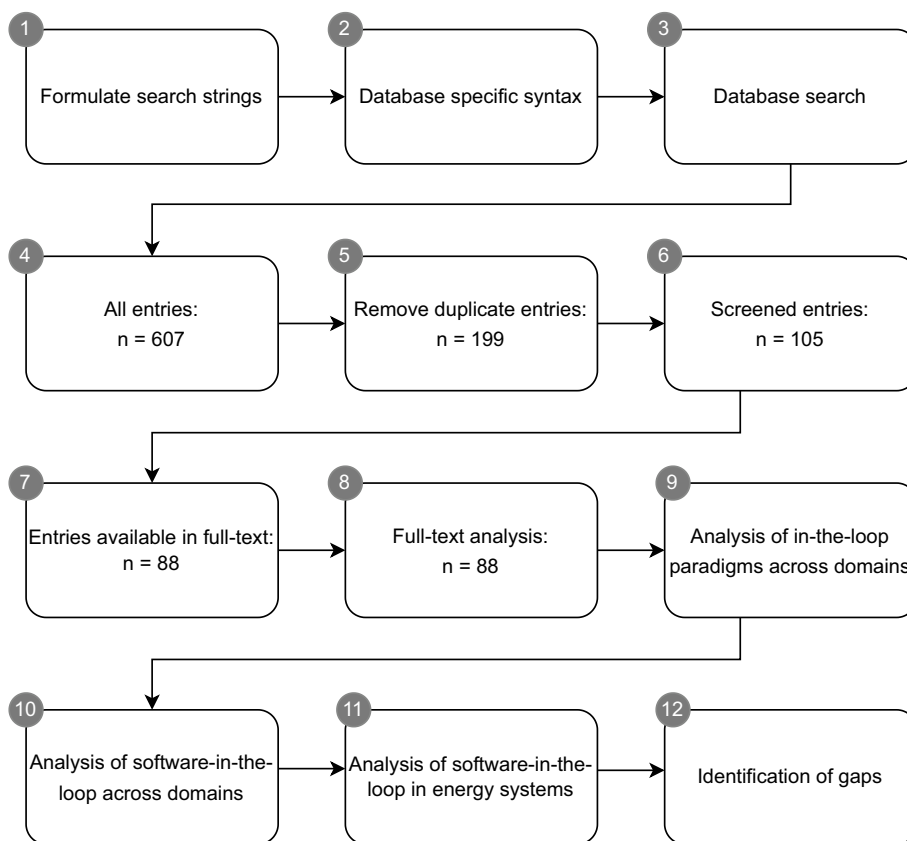 1
Formulate search strings
2
Database specific syntax
3
Database search
4
All entries:
n = 607
5
Remove duplicate entries:
n = 199
6
Screened entries:
n = 105
7
Entries available in full-text:
n = 88
8
Full-text analysis:
n = 88
9
Analysis of in-the-loop
paradigms across domains
10
Analysis of software-in-the-
loop across domains
11
Analysis of software-in-the-
loop in energy systems
12
Identification of gaps